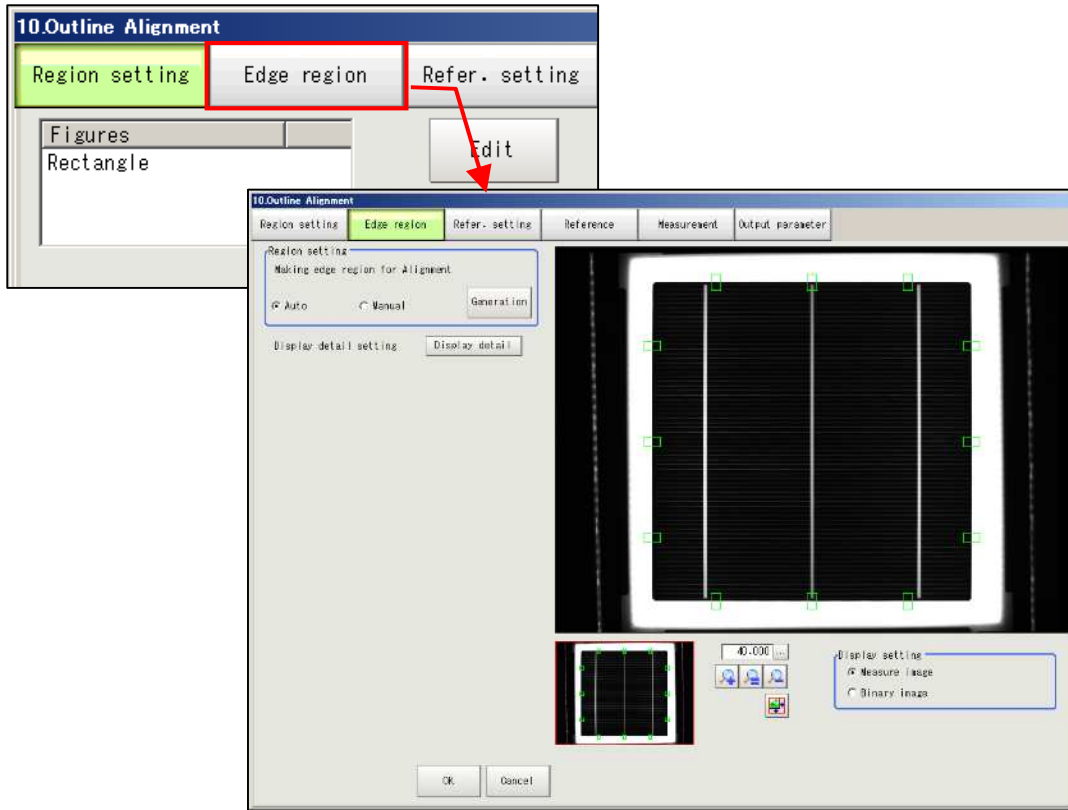 10.Outline Alignment
Region setting Edge region Refer. setting
Figures
Rectangle
Edit
10.Outline Alignment
Region setting Edge region Refer. setting Reference Measurement Output parameter
Region setting
Making edge region for Alignment
Auto Manual Generation
Display detail setting Display detail
40.000 ...
Display setting
Measure image
Binary image
OK Cancel